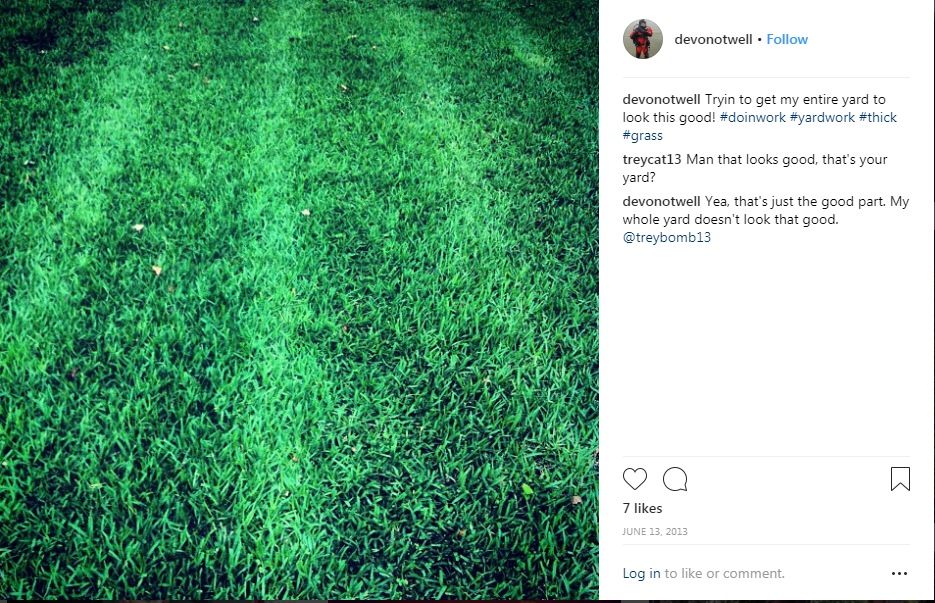 devonotwell • Follow
devonotwell Tryin to get my entire yard to
look this good! #doinwork #yardwork #thick
#grass
treycat13 Man that looks good, that's your
yard?
devonotwell Yea, that's just the good part. My
whole yard doesn't look that good.
@treybomb13
7 likes
JUNE 13, 2013
Log in to like or comment.